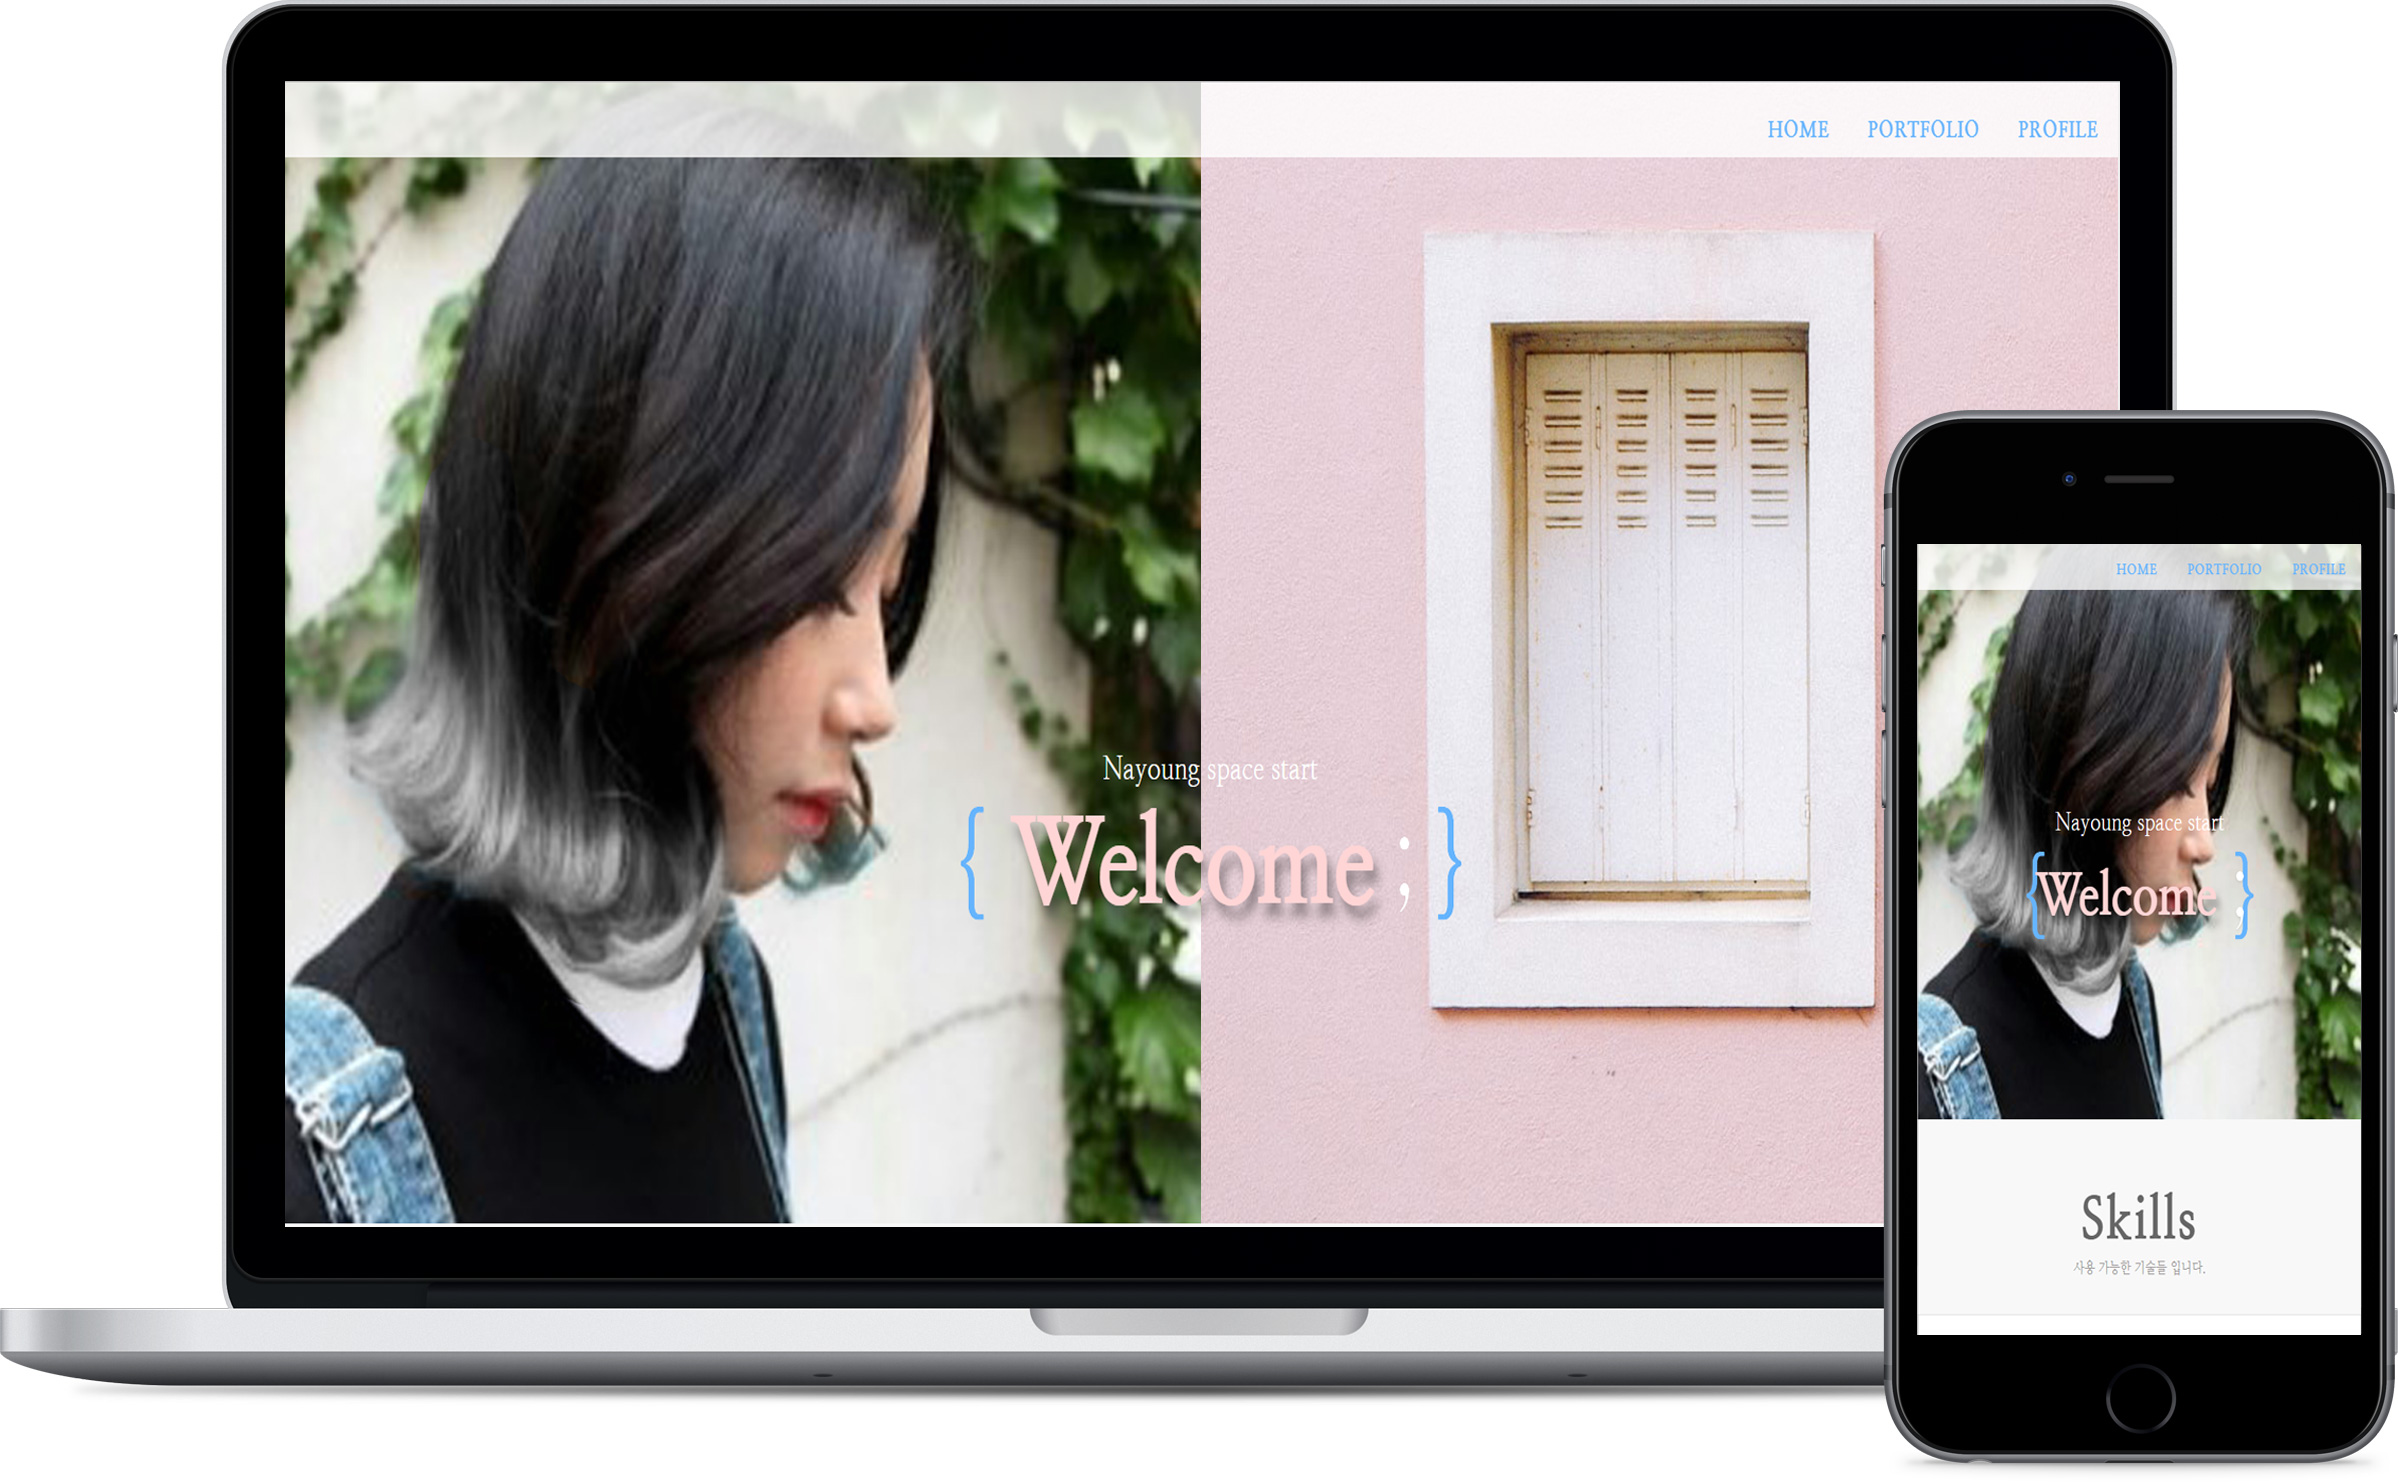 HOME PORTFOLIO PROFILE
Nayoung space start
{ Welcome ; }
HOME PORTFOLIO PROFILE
Nayoung space start
{ Welcome ; }
Skills
사용 가능한 기술들 입니다.